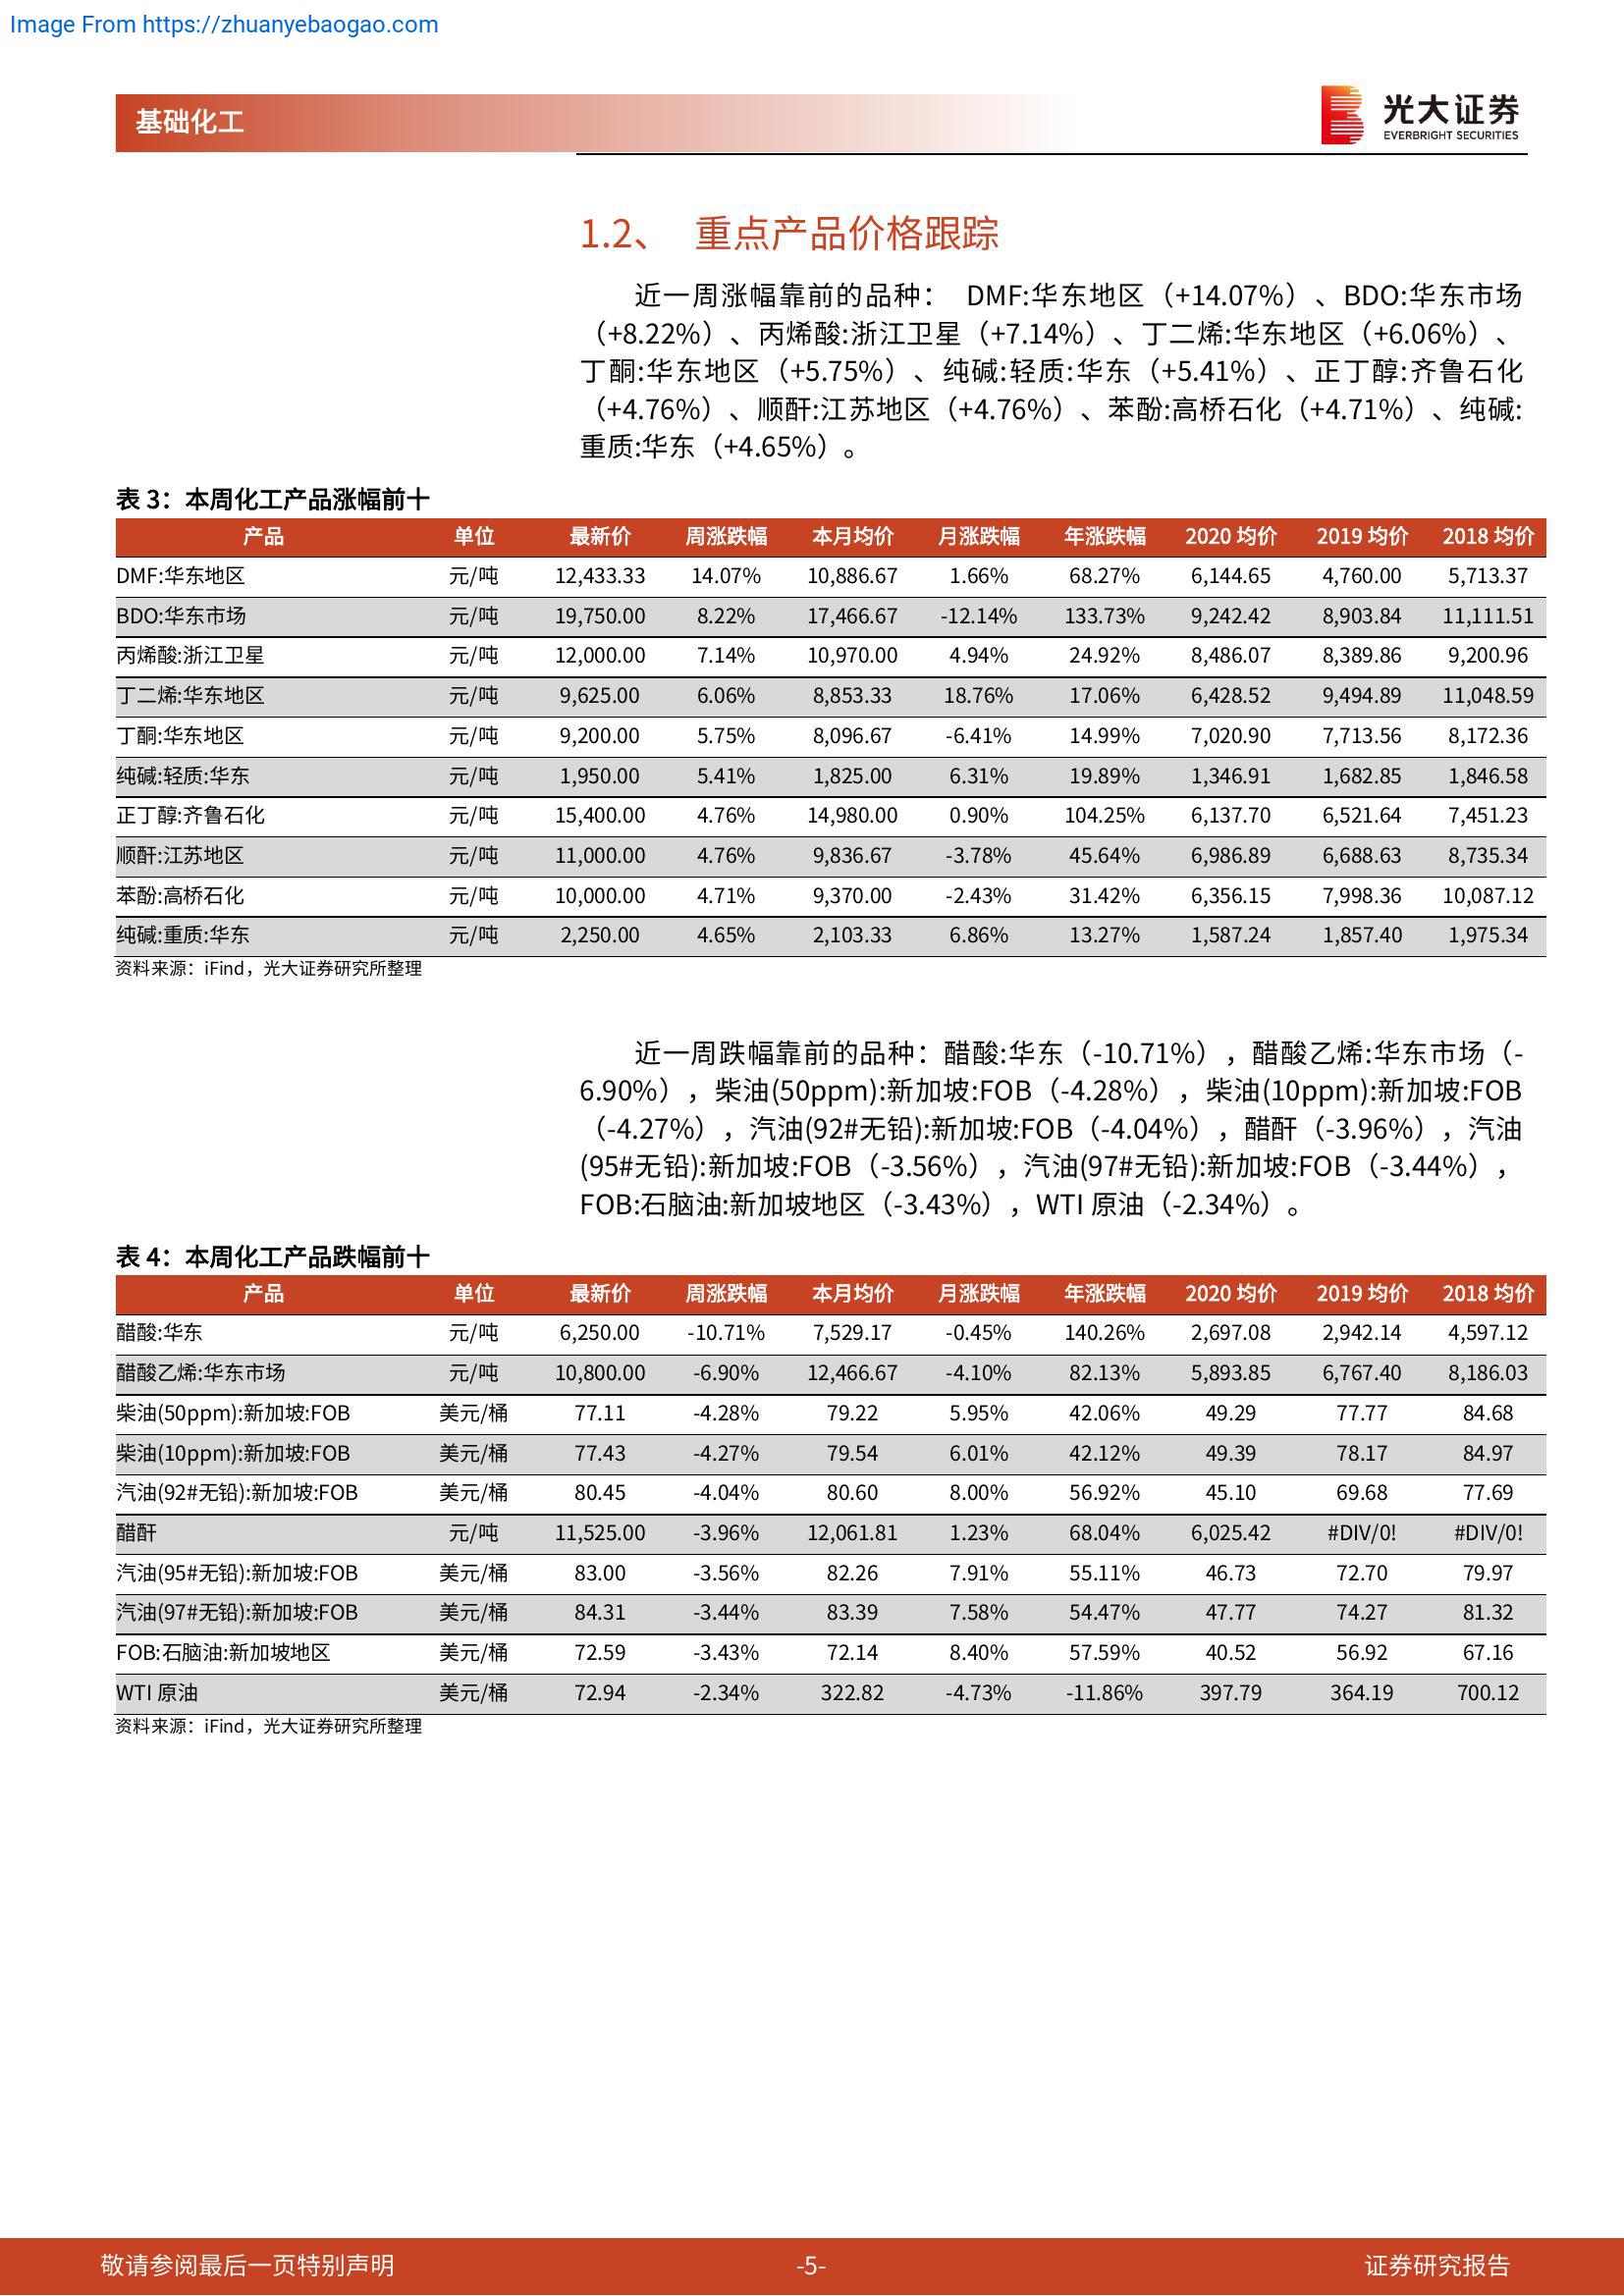 Image From https://zhuanyebaogao.com
基础化工
光大证券
EVERBRIGHT SECURITIES
1.2、 重点产品价格跟踪
近一周涨幅靠前的品种： DMF:华东地区（+14.07%）、BDO:华东市场
（+8.22%）、丙烯酸:浙江卫星（+7.14%）、丁二烯:华东地区（+6.06%）、
丁酮:华东地区（+5.75%）、纯碱:轻质:华东（+5.41%）、正丁醇:齐鲁石化
（+4.76%）、顺酐:江苏地区（+4.76%）、苯酚:高桥石化（+4.71%）、纯碱:
重质:华东（+4.65%）。
表 3：本周化工产品涨幅前十
产品 单位 最新价 周涨跌幅 本月均价 月涨跌幅 年涨跌幅 2020 均价 2019 均价 2018 均价
DMF:华东地区 元/吨 12,433.33 14.07% 10,886.67 1.66% 68.27% 6,144.65 4,760.00 5,713.37
BDO:华东市场 元/吨 19,750.00 8.22% 17,466.67 -12.14% 133.73% 9,242.42 8,903.84 11,111.51
丙烯酸:浙江卫星 元/吨 12,000.00 7.14% 10,970.00 4.94% 24.92% 8,486.07 8,389.86 9,200.96
丁二烯:华东地区 元/吨 9,625.00 6.06% 8,853.33 18.76% 17.06% 6,428.52 9,494.89 11,048.59
丁酮:华东地区 元/吨 9,200.00 5.75% 8,096.67 -6.41% 14.99% 7,020.90 7,713.56 8,172.36
纯碱:轻质:华东 元/吨 1,950.00 5.41% 1,825.00 6.31% 19.89% 1,346.91 1,682.85 1,846.58
正丁醇:齐鲁石化 元/吨 15,400.00 4.76% 14,980.00 0.90% 104.25% 6,137.70 6,521.64 7,451.23
顺酐:江苏地区 元/吨 11,000.00 4.76% 9,836.67 -3.78% 45.64% 6,986.89 6,688.63 8,735.34
苯酚:高桥石化 元/吨 10,000.00 4.71% 9,370.00 -2.43% 31.42% 6,356.15 7,998.36 10,087.12
纯碱:重质:华东 元/吨 2,250.00 4.65% 2,103.33 6.86% 13.27% 1,587.24 1,857.40 1,975.34
资料来源：iFind，光大证券研究所整理
近一周跌幅靠前的品种：醋酸:华东（-10.71%），醋酸乙烯:华东市场（-
6.90%），柴油(50ppm):新加坡:FOB（-4.28%），柴油(10ppm):新加坡:FOB
（-4.27%），汽油(92#无铅):新加坡:FOB（-4.04%），醋酐（-3.96%），汽油
(95#无铅):新加坡:FOB（-3.56%），汽油(97#无铅):新加坡:FOB（-3.44%），
FOB:石脑油:新加坡地区（-3.43%），WTI 原油（-2.34%）。
表 4：本周化工产品跌幅前十
产品 单位 最新价 周涨跌幅 本月均价 月涨跌幅 年涨跌幅 2020 均价 2019 均价 2018 均价
醋酸:华东 元/吨 6,250.00 -10.71% 7,529.17 -0.45% 140.26% 2,697.08 2,942.14 4,597.12
醋酸乙烯:华东市场 元/吨 10,800.00 -6.90% 12,466.67 -4.10% 82.13% 5,893.85 6,767.40 8,186.03
柴油(50ppm):新加坡:FOB 美元/桶 77.11 -4.28% 79.22 5.95% 42.06% 49.29 77.77 84.68
柴油(10ppm):新加坡:FOB 美元/桶 77.43 -4.27% 79.54 6.01% 42.12% 49.39 78.17 84.97
汽油(92#无铅):新加坡:FOB 美元/桶 80.45 -4.04% 80.60 8.00% 56.92% 45.10 69.68 77.69
醋酐 元/吨 11,525.00 -3.96% 12,061.81 1.23% 68.04% 6,025.42 #DIV/0! #DIV/0!
汽油(95#无铅):新加坡:FOB 美元/桶 83.00 -3.56% 82.26 7.91% 55.11% 46.73 72.70 79.97
汽油(97#无铅):新加坡:FOB 美元/桶 84.31 -3.44% 83.39 7.58% 54.47% 47.77 74.27 81.32
FOB:石脑油:新加坡地区 美元/桶 72.59 -3.43% 72.14 8.40% 57.59% 40.52 56.92 67.16
WTI 原油 美元/桶 72.94 -2.34% 322.82 -4.73% -11.86% 397.79 364.19 700.12
资料来源：iFind，光大证券研究所整理
敬请参阅最后一页特别声明 -5- 证券研究报告